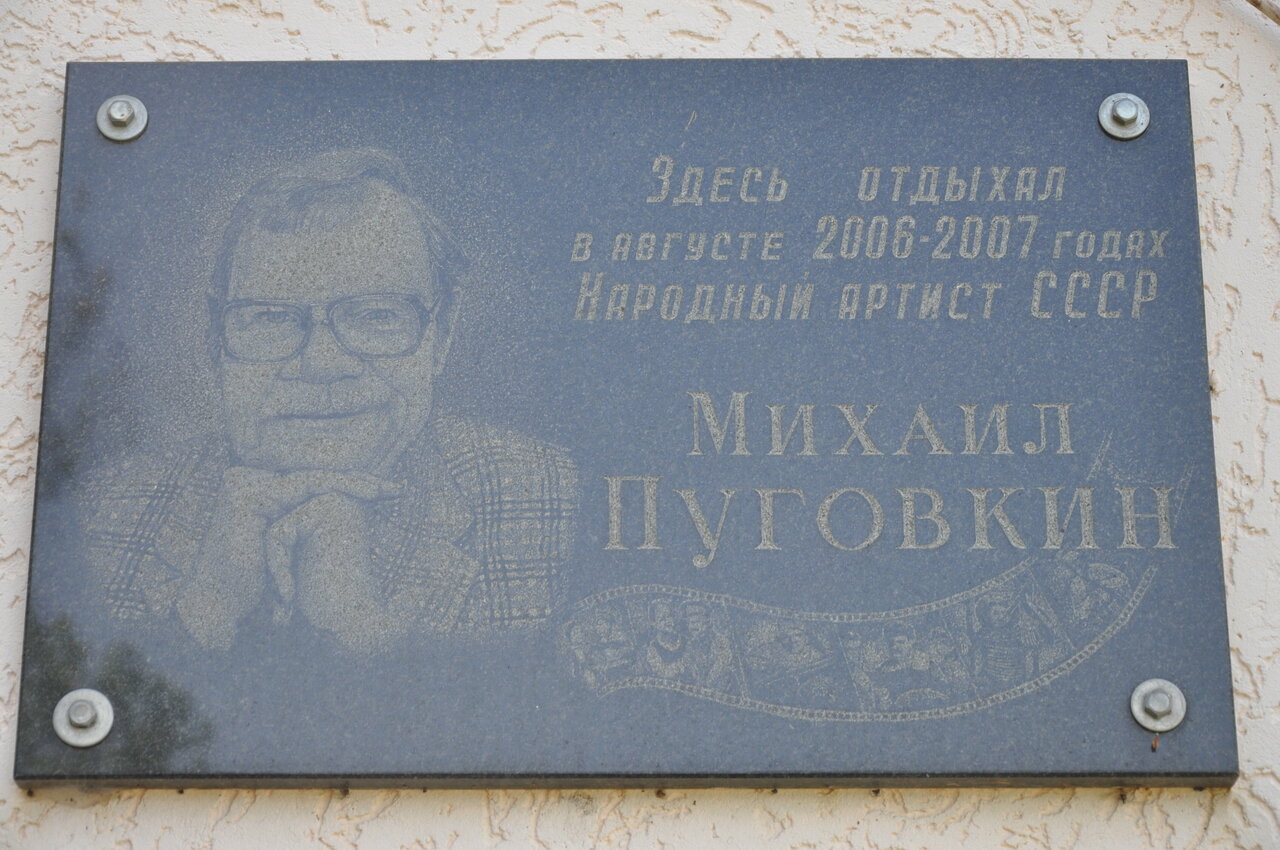 Здесь отдыхал
в августе 2006-2007 годах
Народный артист СССР
Михаил
Пуговкин